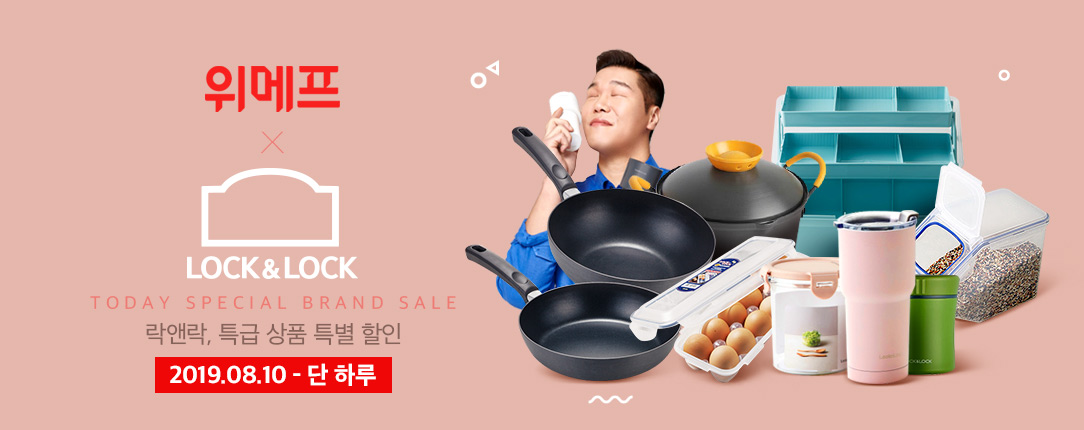 위메프
×
LOCK&LOCK
TODAY SPECIAL BRAND SALE
락앤락, 특급 상품 특별 할인
2019.08.10 - 단 하루